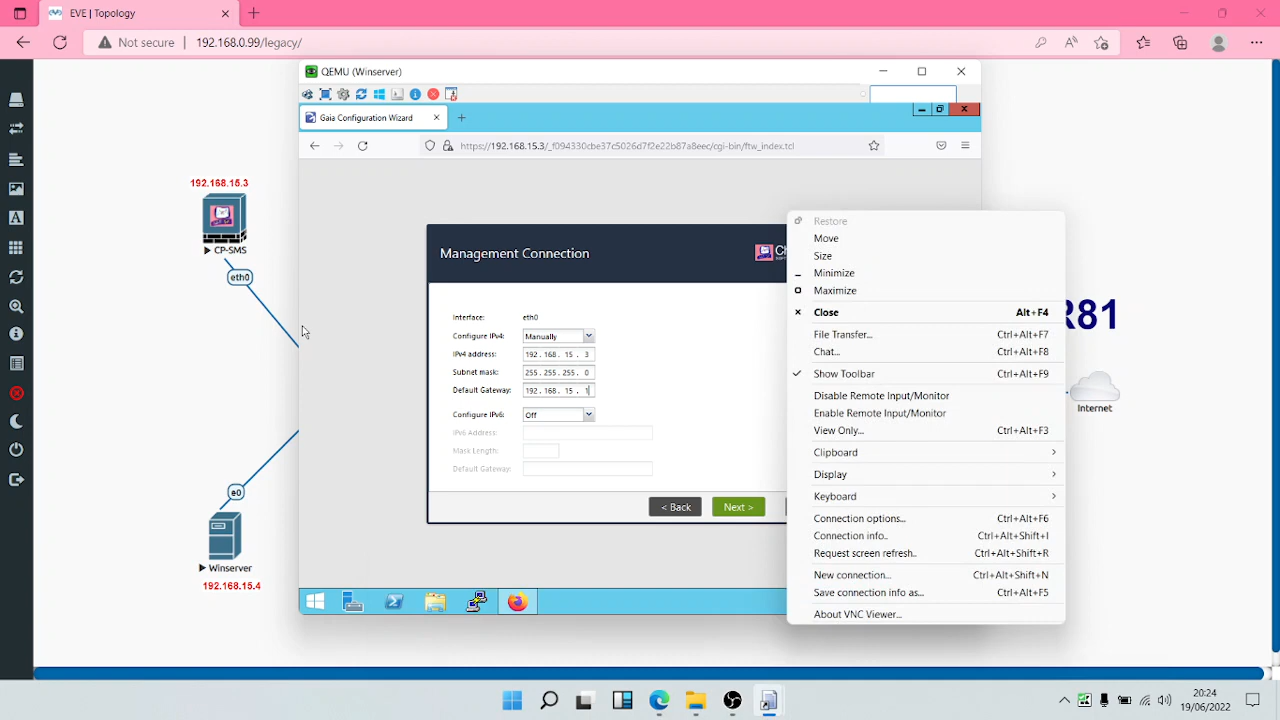 EVE | Topology
Not secure
192.168.0.99/legacy/
QEMU (Winserver)
Gaia Configuration Wizard
https://192.168.15.3/_f094330cbe37c5026d7f2e22b87a8eec/cgi-bin/ftw_index.tcl
192.168.15.3
CP-SMS
eth0
e0
Winserver
192.168.15.4
Management Connection
Interface: eth0
Configure IPv4: Manually
IPv4 address: 192 . 168 . 15 . 3
Subnet mask: 255 . 255 . 255 . 0
Default Gateway: 192 . 168 . 15 . 1
Configure IPv6: Off
IPv6 Address:
Mask Length:
Default Gateway:
< Back
Next >
Restore
Move
Size
Minimize
Maximize
Close Alt+F4
File Transfer... Ctrl+Alt+F7
Chat... Ctrl+Alt+F8
Show Toolbar Ctrl+Alt+F9
Disable Remote Input/Monitor
Enable Remote Input/Monitor
View Only... Ctrl+Alt+F3
Clipboard
Display
Keyboard
Connection options... Ctrl+Alt+F6
Connection info.. Ctrl+Alt+Shift+I
Request screen refresh.. Ctrl+Alt+Shift+R
New connection... Ctrl+Alt+Shift+N
Save connection info as... Ctrl+Alt+F5
About VNC Viewer...
R81
Internet
20:24
19/06/2022